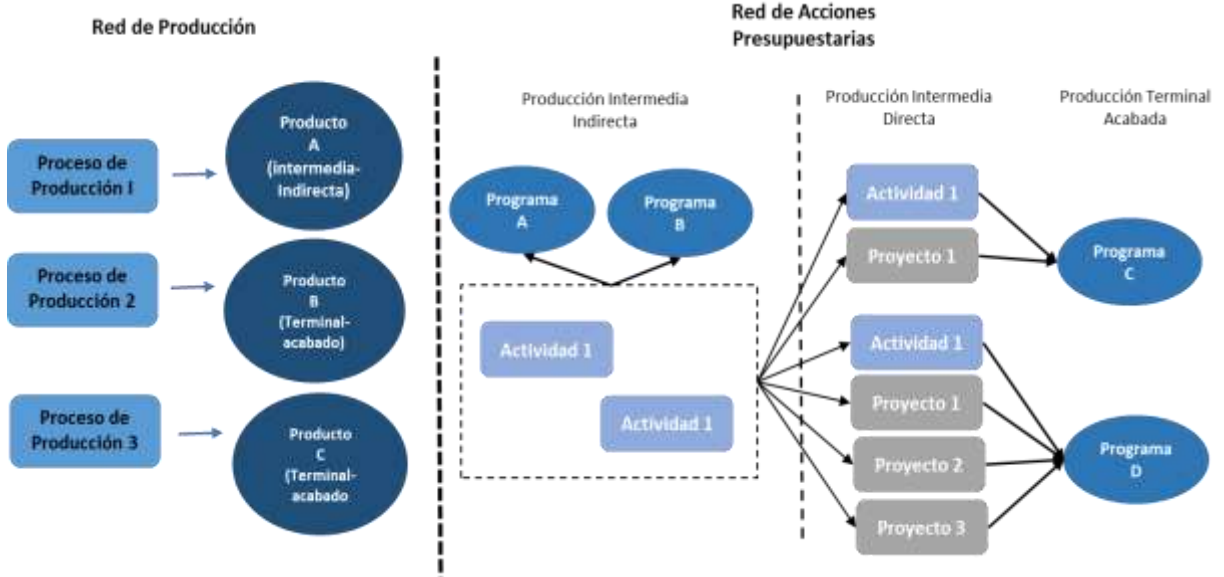 Red de Producción
Red de Acciones
Presupuestarias
Proceso de
Producción I
Producto
A
(intermedia-
Indirecta)
Proceso de
Producción 2
Producto
B
(Terminal-
acabado)
Proceso de
Producción 3
Producto
C
(Terminal-
acabado
Producción Intermedia
Indirecta
Programa
A
Programa
B
Actividad 1
Actividad 1
Producción Intermedia
Directa
Actividad 1
Proyecto 1
Actividad 1
Proyecto 1
Proyecto 2
Proyecto 3
Producción Terminal
Acabada
Programa
C
Programa
D